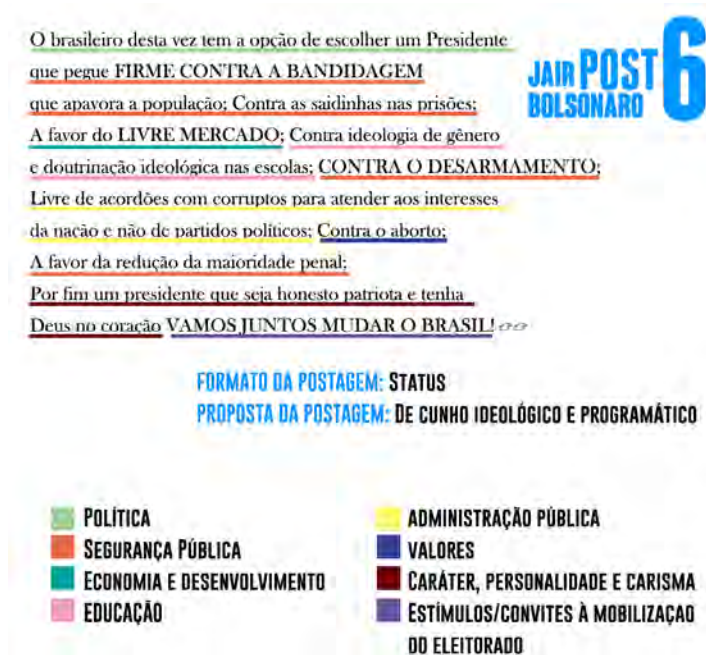 O brasileiro desta vez tem a opção de escolher um Presidente
que pegue FIRME CONTRA A BANDIDAGEM
que apavora a população; Contra as saidinhas nas prisões;
A favor do LIVRE MERCADO; Contra ideologia de gênero
e doutrinação ideológica nas escolas; CONTRA O DESARMAMENTO;
Livre de acordões com corruptos para atender aos interesses
da nação e não de partidos políticos; Contra o aborto;
A favor da redução da maioridade penal;
Por fim um presidente que seja honesto patriota e tenha
Deus no coração VAMOS JUNTOS MUDAR O BRASIL!
JAIR BOLSONARO
POST 6
FORMATO DA POSTAGEM: STATUS
PROPOSTA DA POSTAGEM: DE CUNHO IDEOLÓGICO E PROGRAMÁTICO
POLÍTICA
SEGURANÇA PÚBLICA
ECONOMIA E DESENVOLVIMENTO
EDUCAÇÃO
ADMINISTRAÇÃO PÚBLICA
VALORES
CARÁTER, PERSONALIDADE E CARISMA
ESTÍMULOS/CONVITES À MOBILIZAÇAO
DO ELEITORADO